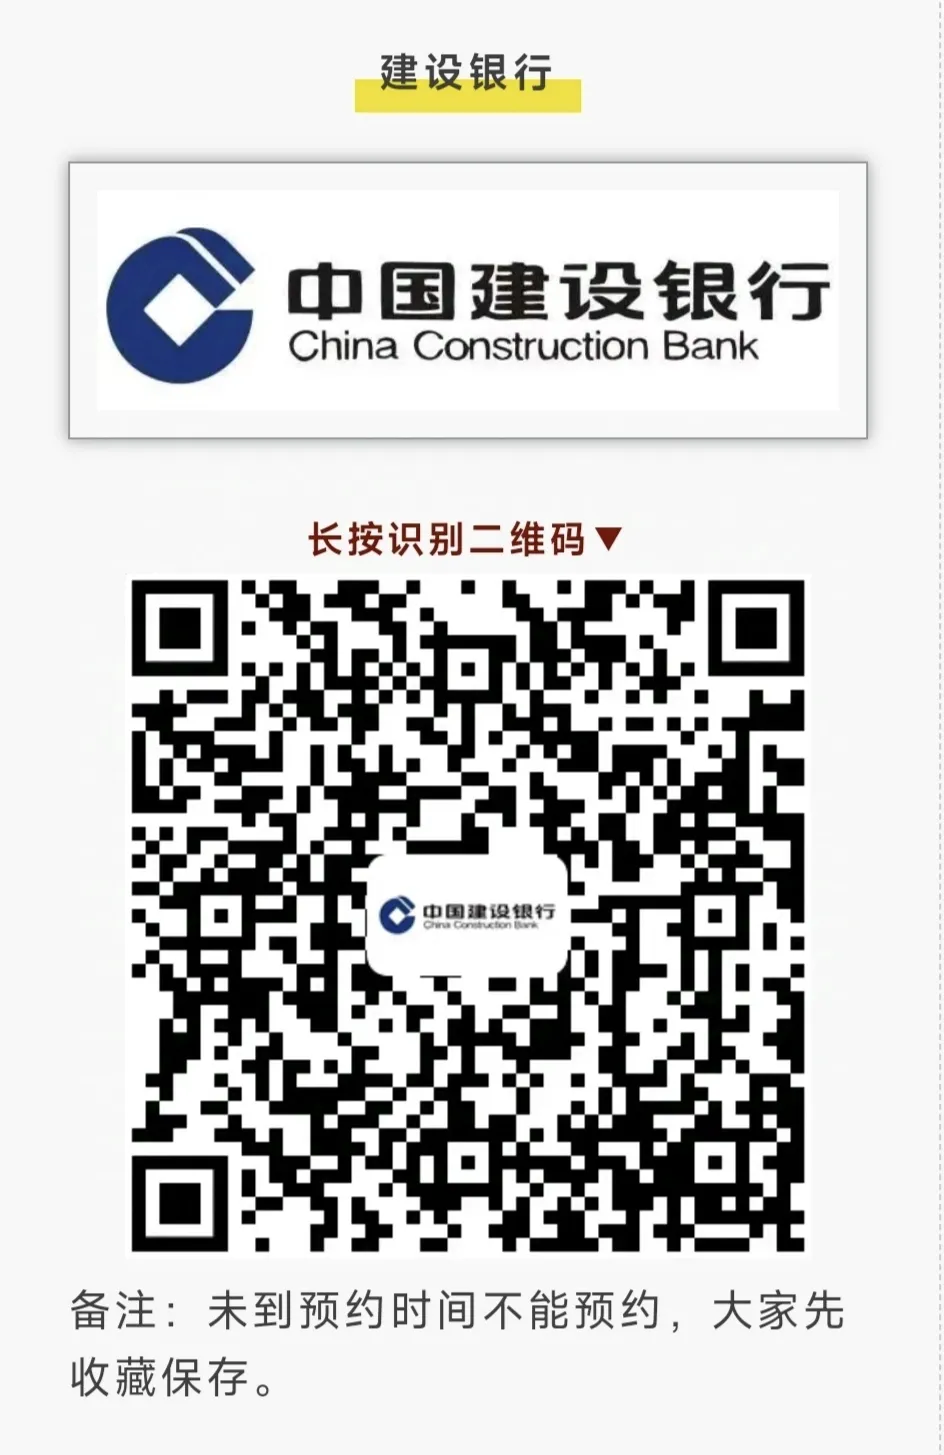 建设银行
中国建设银行
China Construction Bank
长按识别二维码▼
中国建设银行
China Construction Bank
备注：未到预约时间不能预约，大家先
收藏保存。